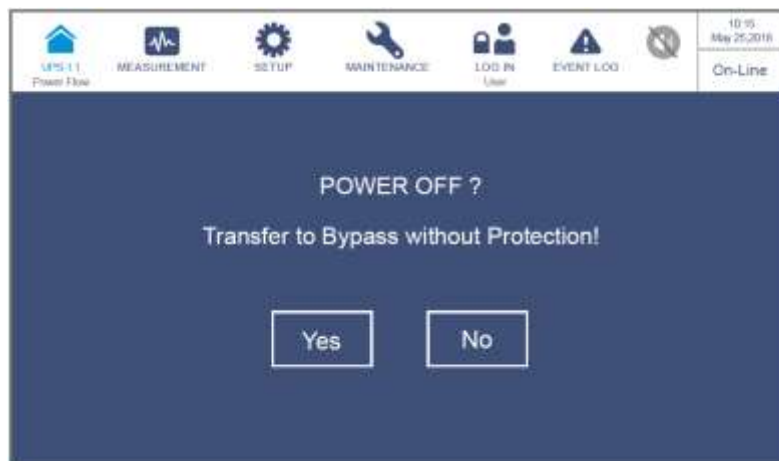 UPS-1.1
Power Flow
MEASUREMENT
SETUP
MAINTENANCE
LOG IN
User
EVENT LOG
10:15
May 25,2016
On-Line
POWER OFF ?
Transfer to Bypass without Protection!
Yes
No